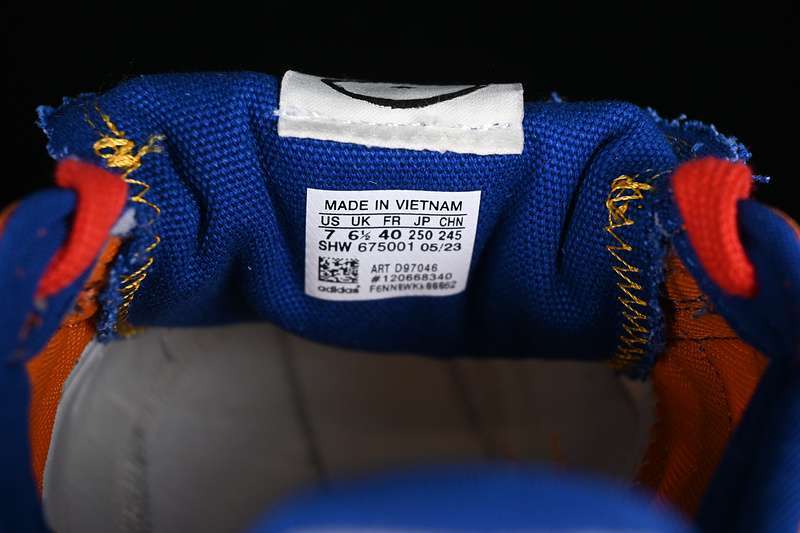 MADE IN VIETNAM
US UK FR JP CHN
7 6½ 40 250 245
SHW 675001 05/23
ART D97046
#120668340
adidas